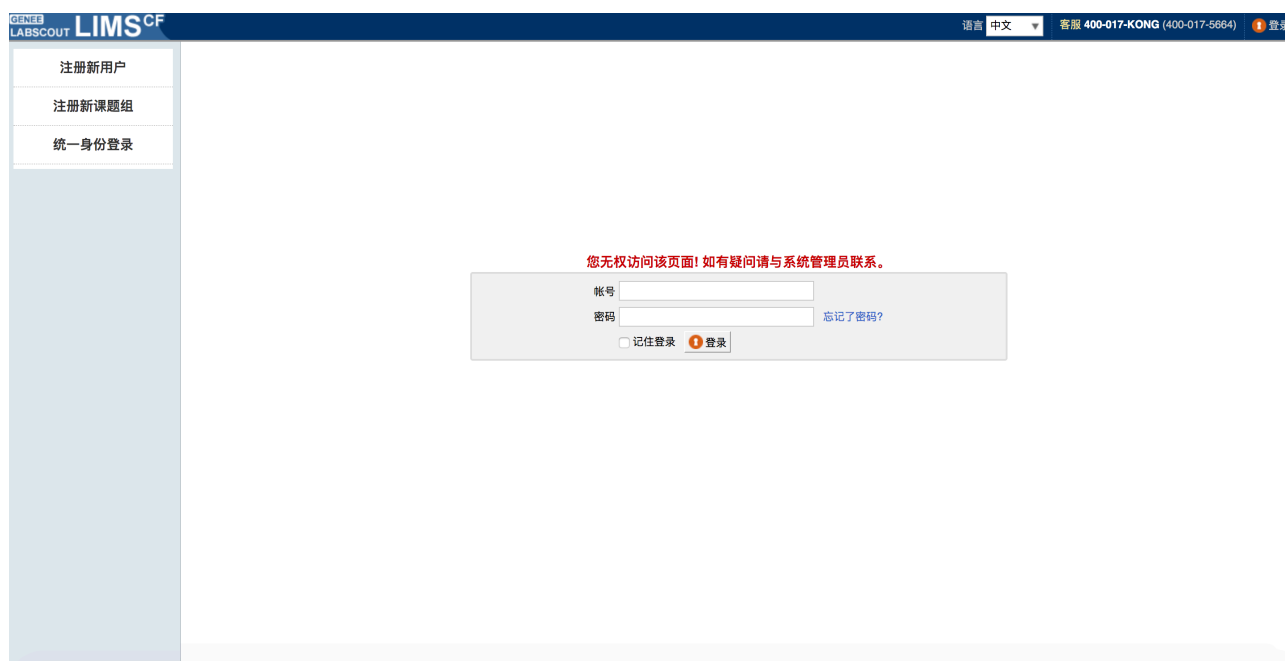 GENEE
LABSCOUT LIMS CF
语言 中文 客服 400-017-KONG (400-017-5664) 登录
注册新用户
注册新课题组
统一身份登录
您无权访问该页面! 如有疑问请与系统管理员联系。
帐号
密码 忘记了密码?
记住登录 登录